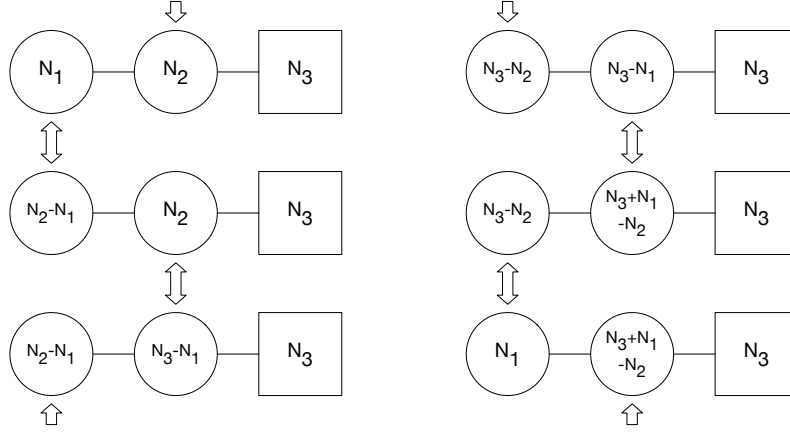 N₁ N₂ N₃
N₂–N₁ N₂ N₃
N₂–N₁ N₃–N₁ N₃
N₃–N₂ N₃–N₁ N₃
N₃–N₂ N₃+N₁ N₃
–N₂
N₁ N₃+N₁ N₃
–N₂